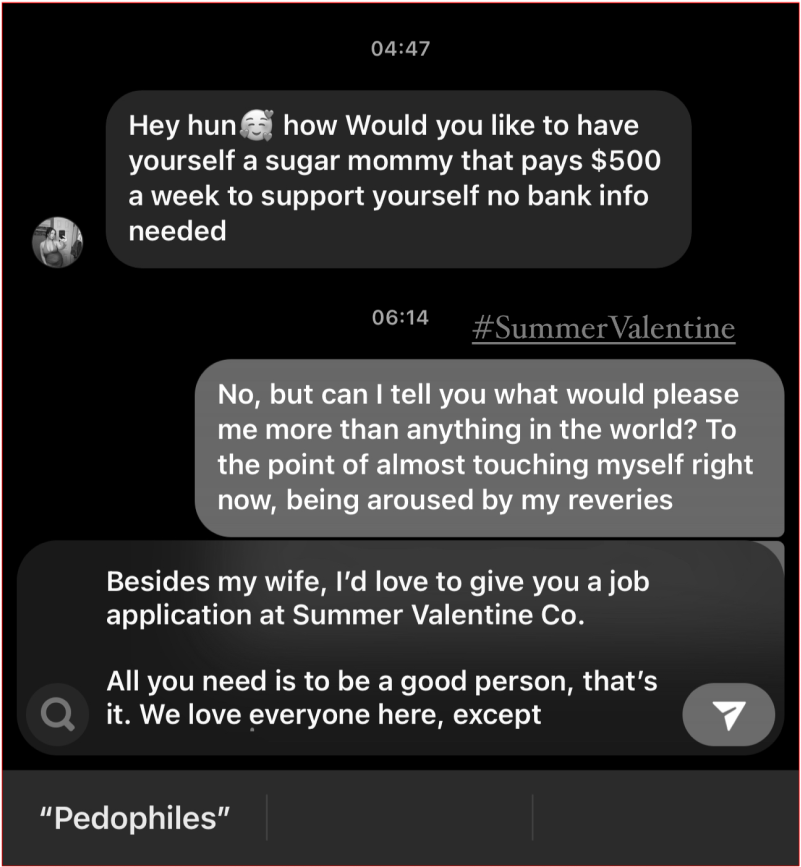 04:47
Hey hun🥰 how Would you like to have
yourself a sugar mommy that pays $500
a week to support yourself no bank info
needed
06:14
#SummerValentine
No, but can I tell you what would please
me more than anything in the world? To
the point of almost touching myself right
now, being aroused by my reveries
Besides my wife, I’d love to give you a job
application at Summer Valentine Co.
All you need is to be a good person, that’s
it. We love everyone here, except
“Pedophiles”